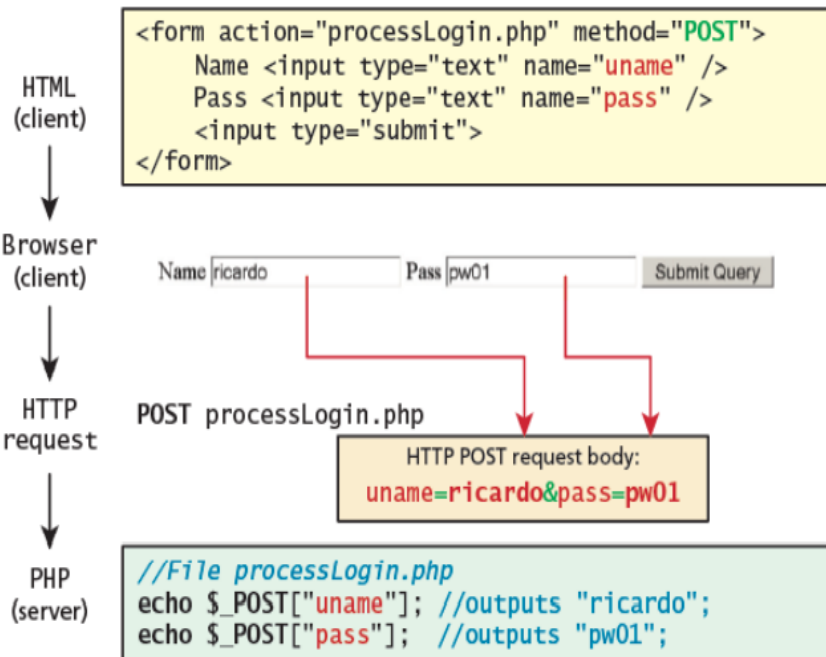 HTML
(client)
<form action="processLogin.php" method="POST">
Name <input type="text" name="uname" />
Pass <input type="text" name="pass" />
<input type="submit">
</form>
Browser
(client)
Name ricardo Pass pw01 Submit Query
HTTP
request
POST processLogin.php
HTTP POST request body:
uname=ricardo&pass=pw01
PHP
(server)
//File processLogin.php
echo $_POST["uname"]; //outputs "ricardo";
echo $_POST["pass"]; //outputs "pw01";